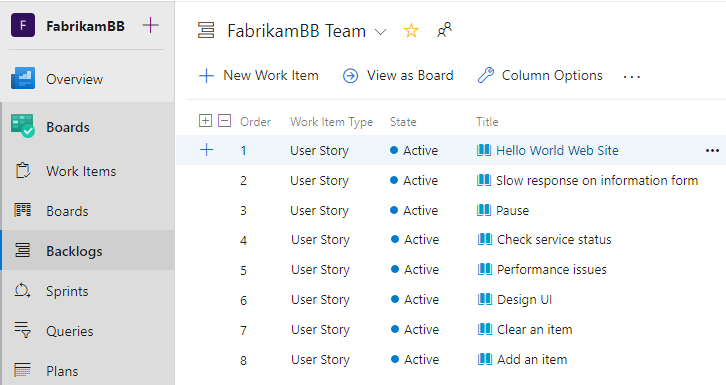 F FabrikamBB
Overview
Boards
Work Items
Boards
Backlogs
Sprints
Queries
Plans
FabrikamBB Team
New Work Item View as Board Column Options
Order Work Item Type State Title
1 User Story Active Hello World Web Site
2 User Story Active Slow response on information form
3 User Story Active Pause
4 User Story Active Check service status
5 User Story Active Performance issues
6 User Story Active Design UI
7 User Story Active Clear an item
8 User Story Active Add an item